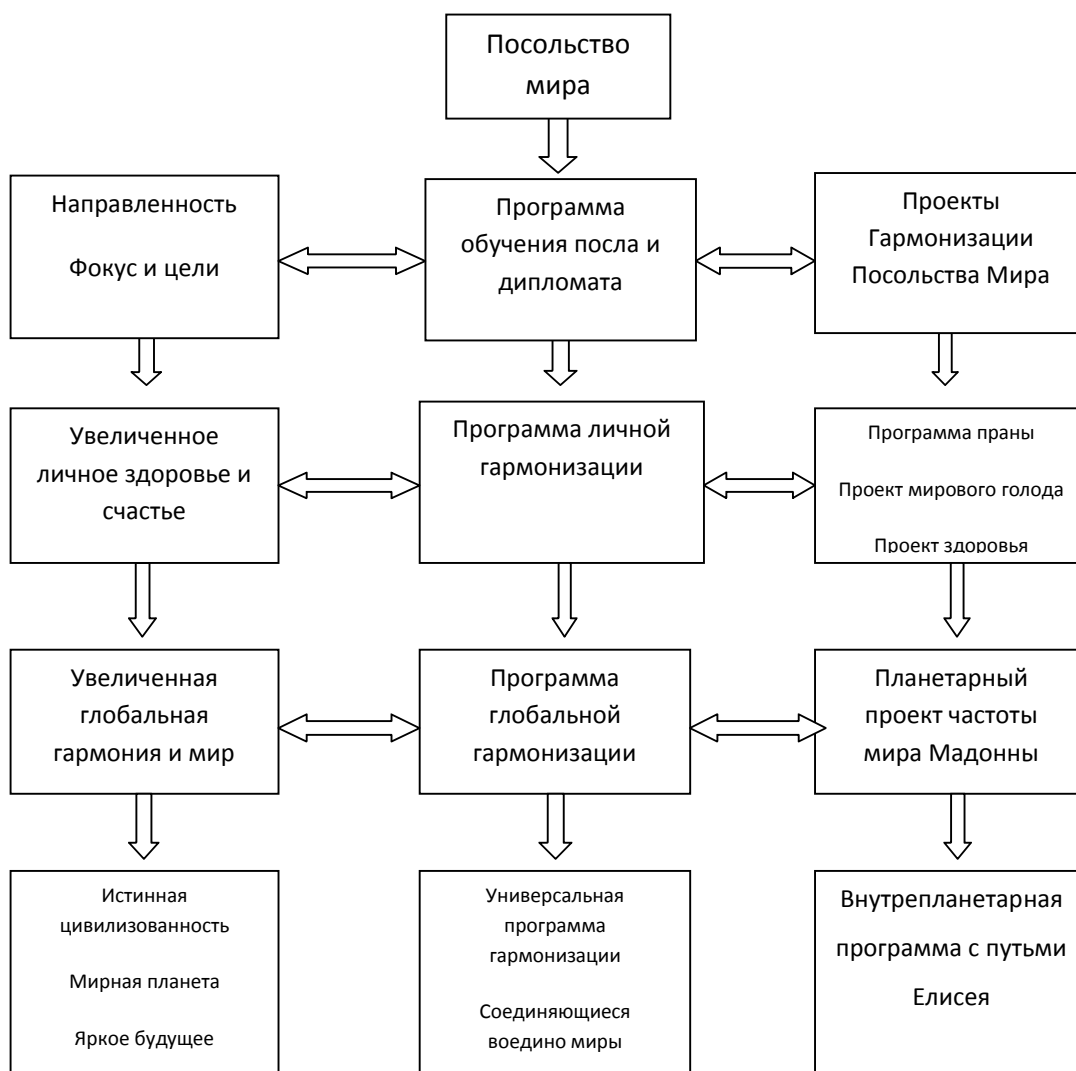 Посольство
мира
Направленность
Фокус и цели
Программа
обучения посла и
дипломата
Проекты
Гармонизации
Посольства Мира
Увеличенное
личное здоровье и
счастье
Программа личной
гармонизации
Программа праны
Проект мирового голода
Проект здоровья
Увеличенная
глобальная
гармония и мир
Программа
глобальной
гармонизации
Планетарный
проект частоты
мира Мадонны
Истинная
цивилизованность
Мирная планета
Яркое будущее
Универсальная
программа
гармонизации
Соединяющиеся
воедино миры
Внутрепланетарная
программа с путьми
Елисея